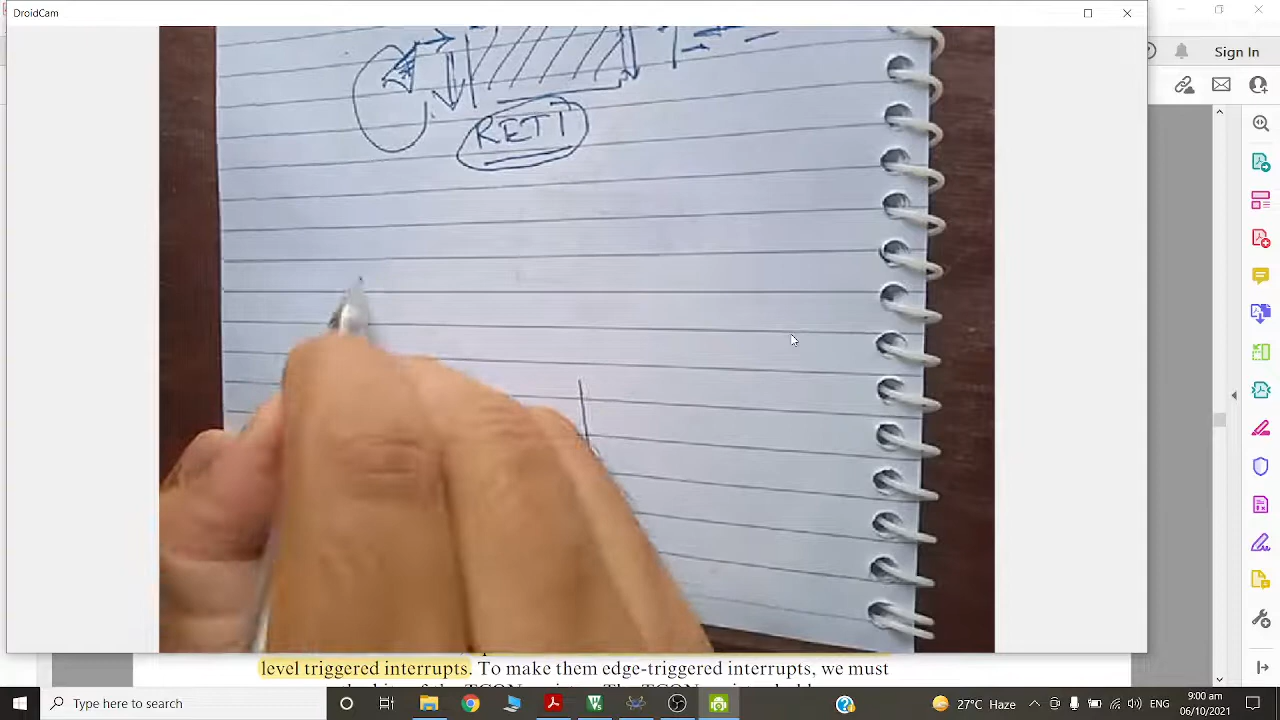 DroidCam
Sign In
RETI
level triggered interrupts. To make them edge-triggered interrupts, we must
Type here to search
27°C Haze
9:00 am
06/10/2021